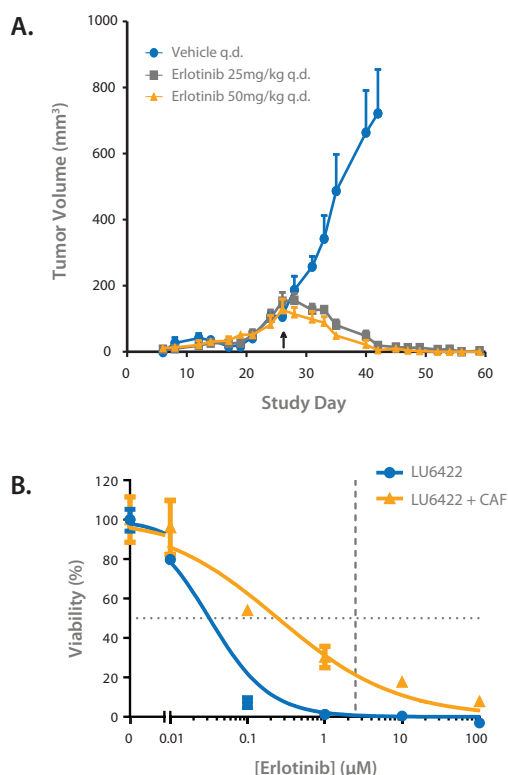 A.
1000
800
600
400
200
0
Tumor Volume (mm³)
Vehicle q.d.
Erlotinib 25mg/kg q.d.
Erlotinib 50mg/kg q.d.
0 10 20 30 40 50 60
Study Day
B.
LU6422
LU6422 + CAF
120
100
80
60
40
20
0
Viability (%)
0 0.01 0.1 1 10 100
[Erlotinib] (µM)